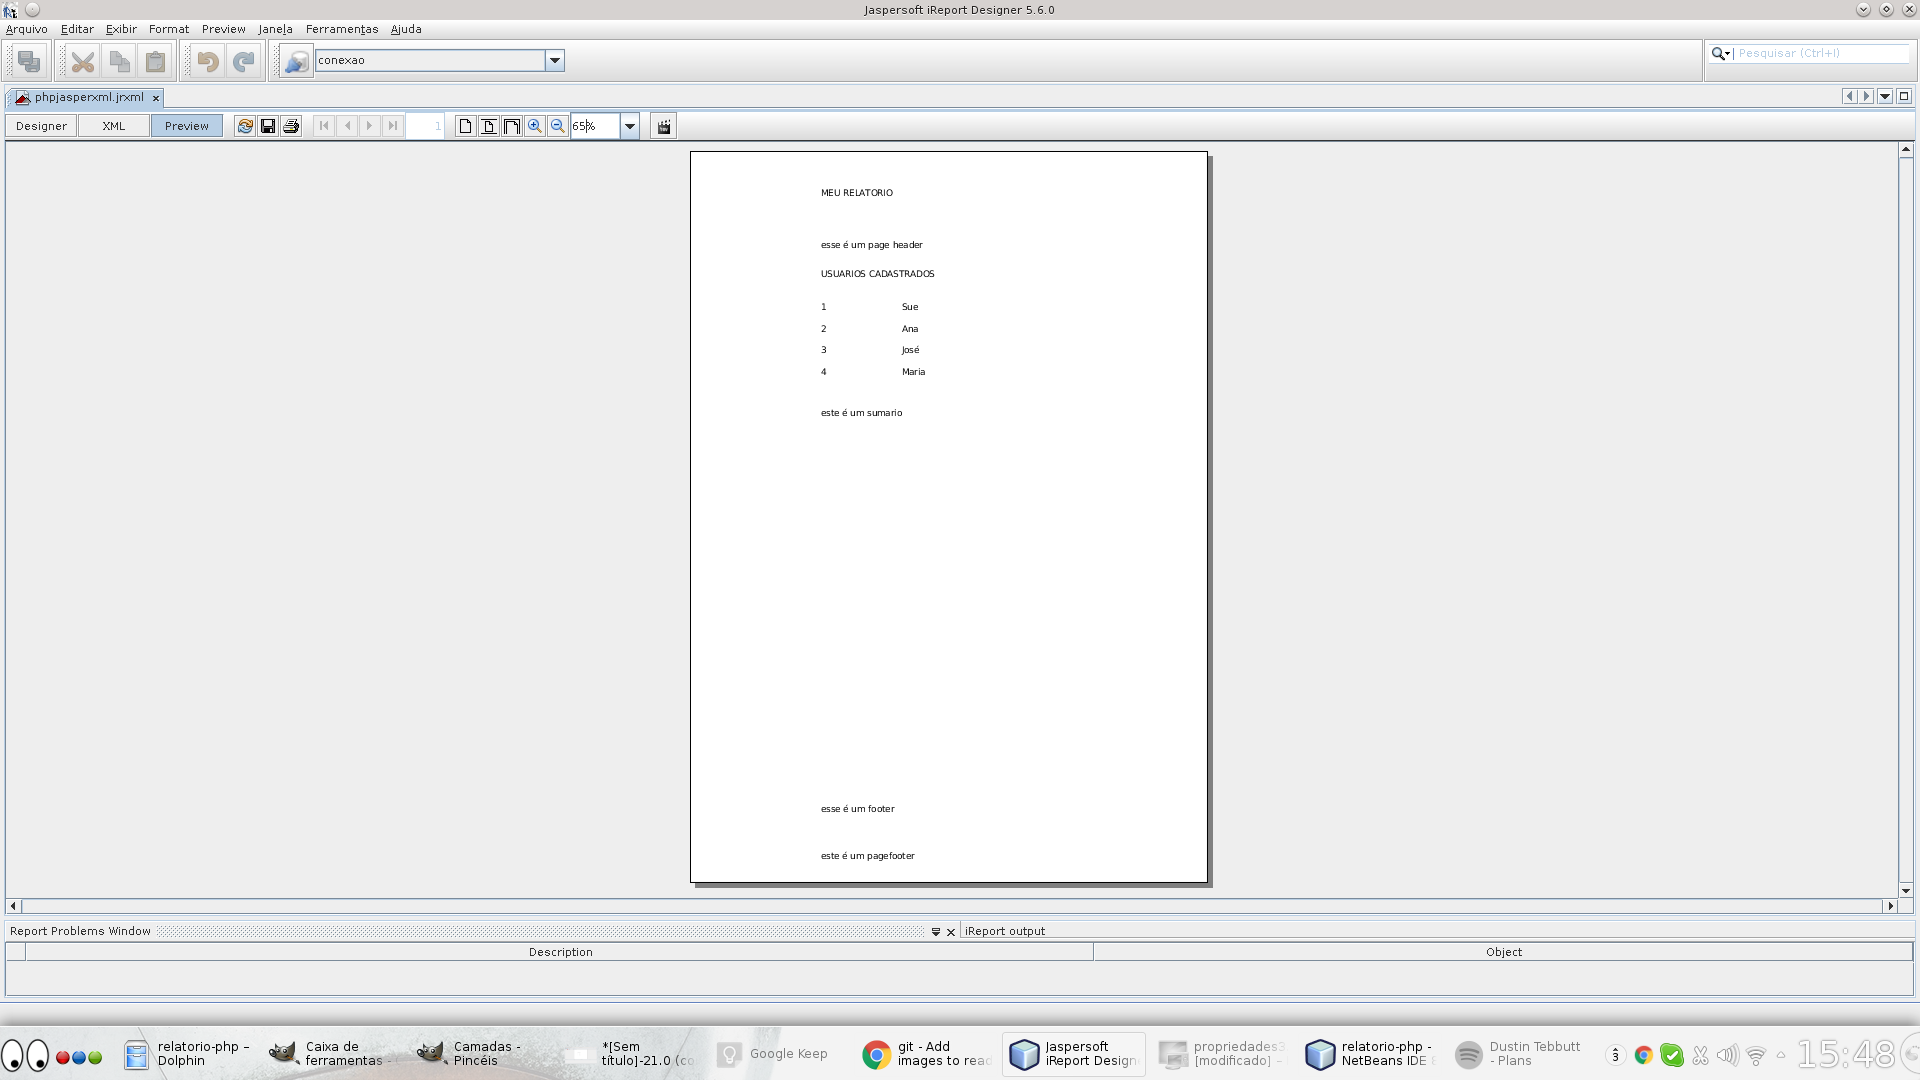 Jaspersoft iReport Designer 5.6.0
Arquivo Editar Exibir Format Preview Janela Ferramentas Ajuda
conexao
Pesquisar (Ctrl+I)
phpjasperxml.jrxml
Designer XML Preview 1 65%
MEU RELATORIO
esse é um page header
USUARIOS CADASTRADOS
1 Sue
2 Ana
3 José
4 Maria
este é um sumario
esse é um footer
este é um pagefooter
Report Problems Window iReport output
Description Object
relatorio-php –
Dolphin
Caixa de
ferramentas -
Camadas -
Pincéis
*[Sem
título]-21.0 (co
Google Keep
git - Add
images to read
Jaspersoft
iReport Design
propriedades3
[modificado] –
relatorio-php -
NetBeans IDE 8
Dustin Tebbutt
- Plans
3
15:48